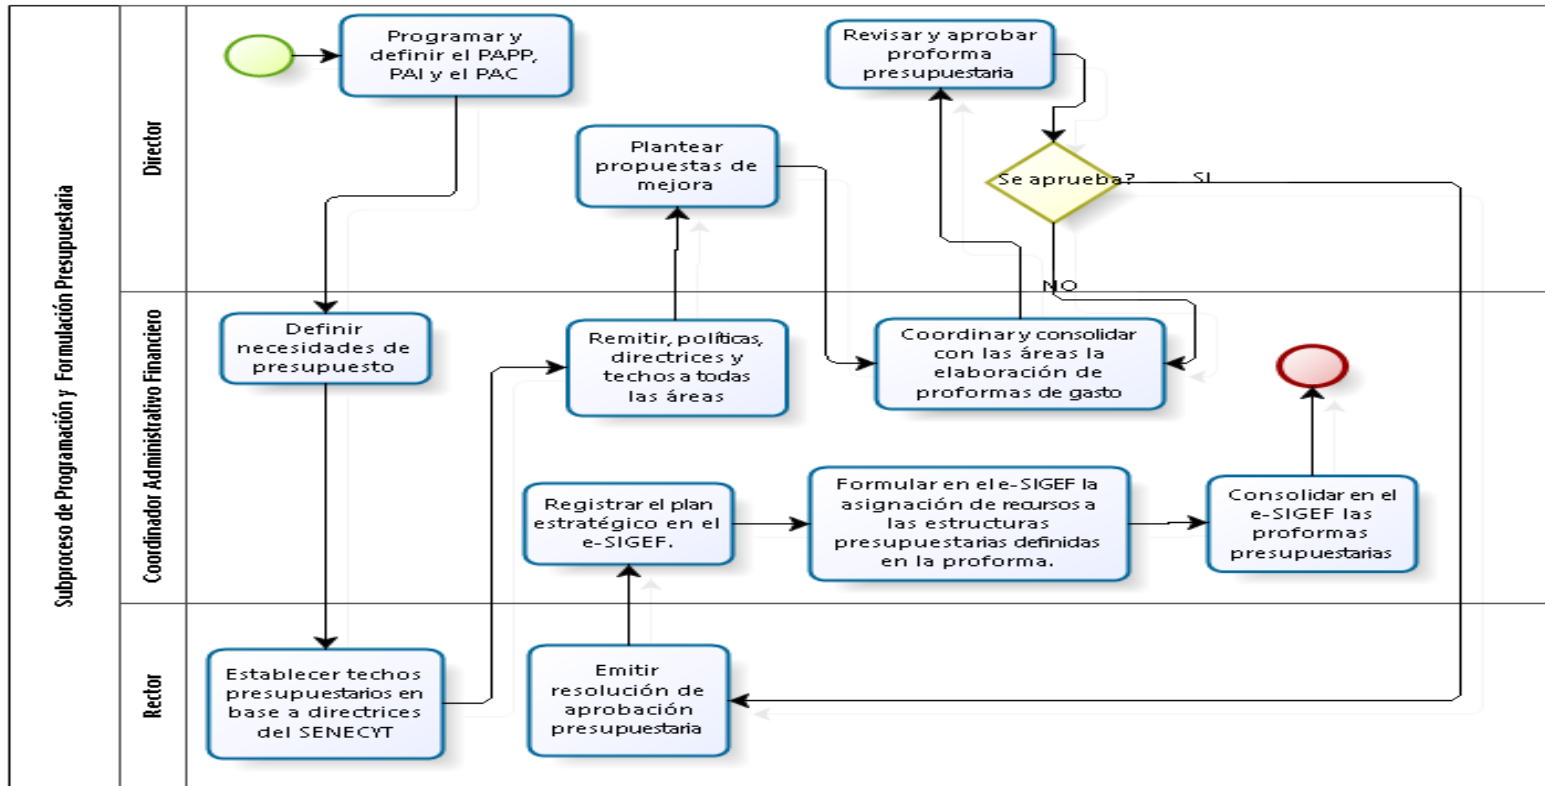 Subproceso de Programación y Formulación Presupuestaria
Director
Programar y
definir el PAPP,
PAI y el PAC
Plantear
propuestas de
mejora
Revisar y aprobar
proforma
presupuestaria
Se aprueba?
SI
NO
Coordinador Administrativo Financiero
Definir
necesidades de
presupuesto
Remitir, políticas,
directrices y
techos a todas
las áreas
Coordinar y consolidar
con las áreas la
elaboración de
proformas de gasto
Registrar el plan
estratégico en el
e-SIGEF.
Formular en el e-SIGEF la
asignación de recursos a
las estructuras
presupuestarias definidas
en la proforma.
Consolidar en el
e-SIGEF las
proformas
presupuestarias
Rector
Establecer techos
presupuestarios en
base a directrices
del SENECYT
Emitir
resolución de
aprobación
presupuestaria